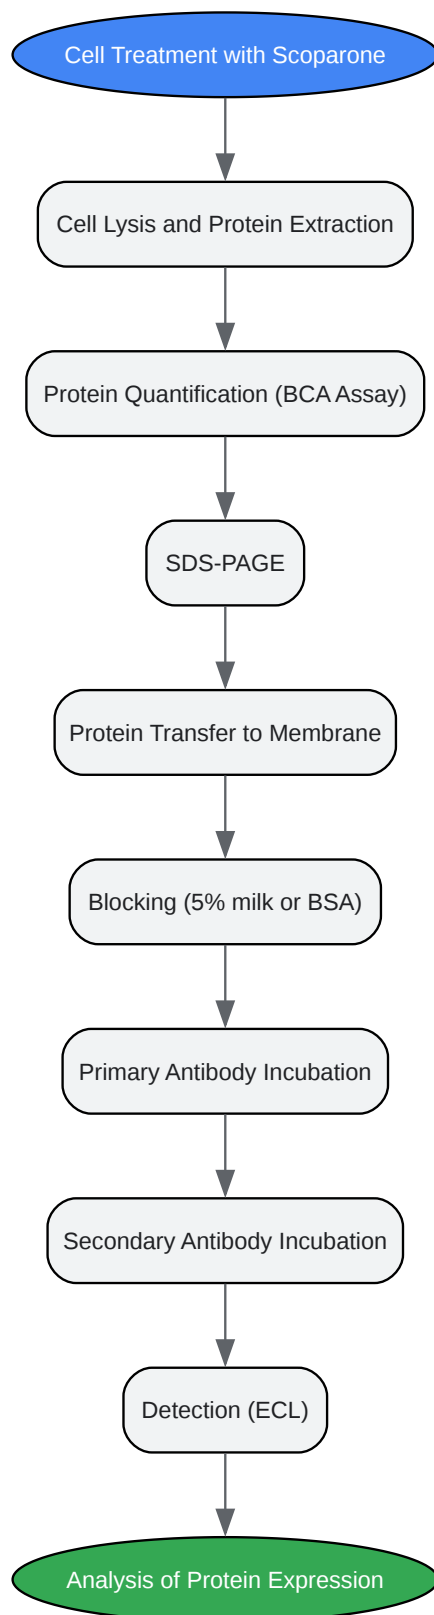 Cell Treatment with Scoparone
Cell Lysis and Protein Extraction
Protein Quantification (BCA Assay)
SDS-PAGE
Protein Transfer to Membrane
Blocking (5% milk or BSA)
Primary Antibody Incubation
Secondary Antibody Incubation
Detection (ECL)
Analysis of Protein Expression